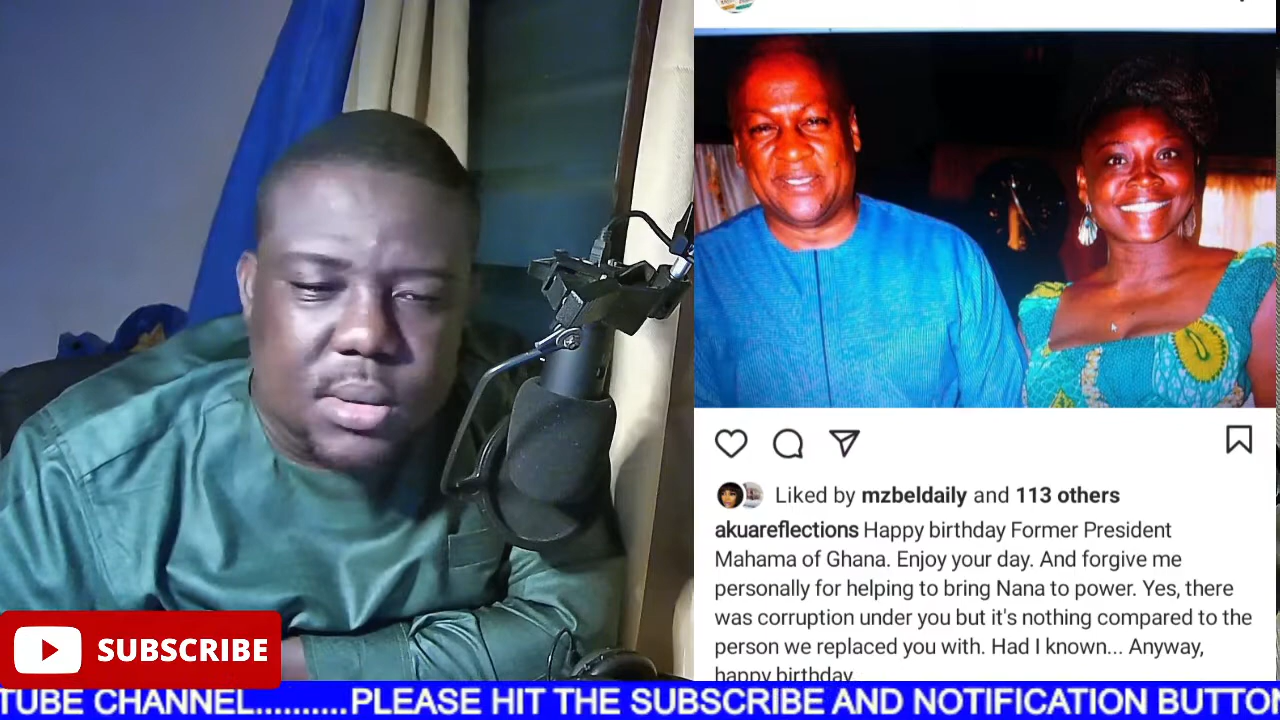 Liked by mzbeldaily and 113 others
akuareflections Happy birthday Former President
Mahama of Ghana. Enjoy your day. And forgive me
personally for helping to bring Nana to power. Yes, there
was corruption under you but it's nothing compared to the
person we replaced you with. Had I known... Anyway,
happy birthday
SUBSCRIBE
TUBE CHANNEL..........PLEASE HIT THE SUBSCRIBE AND NOTIFICATION BUTTON